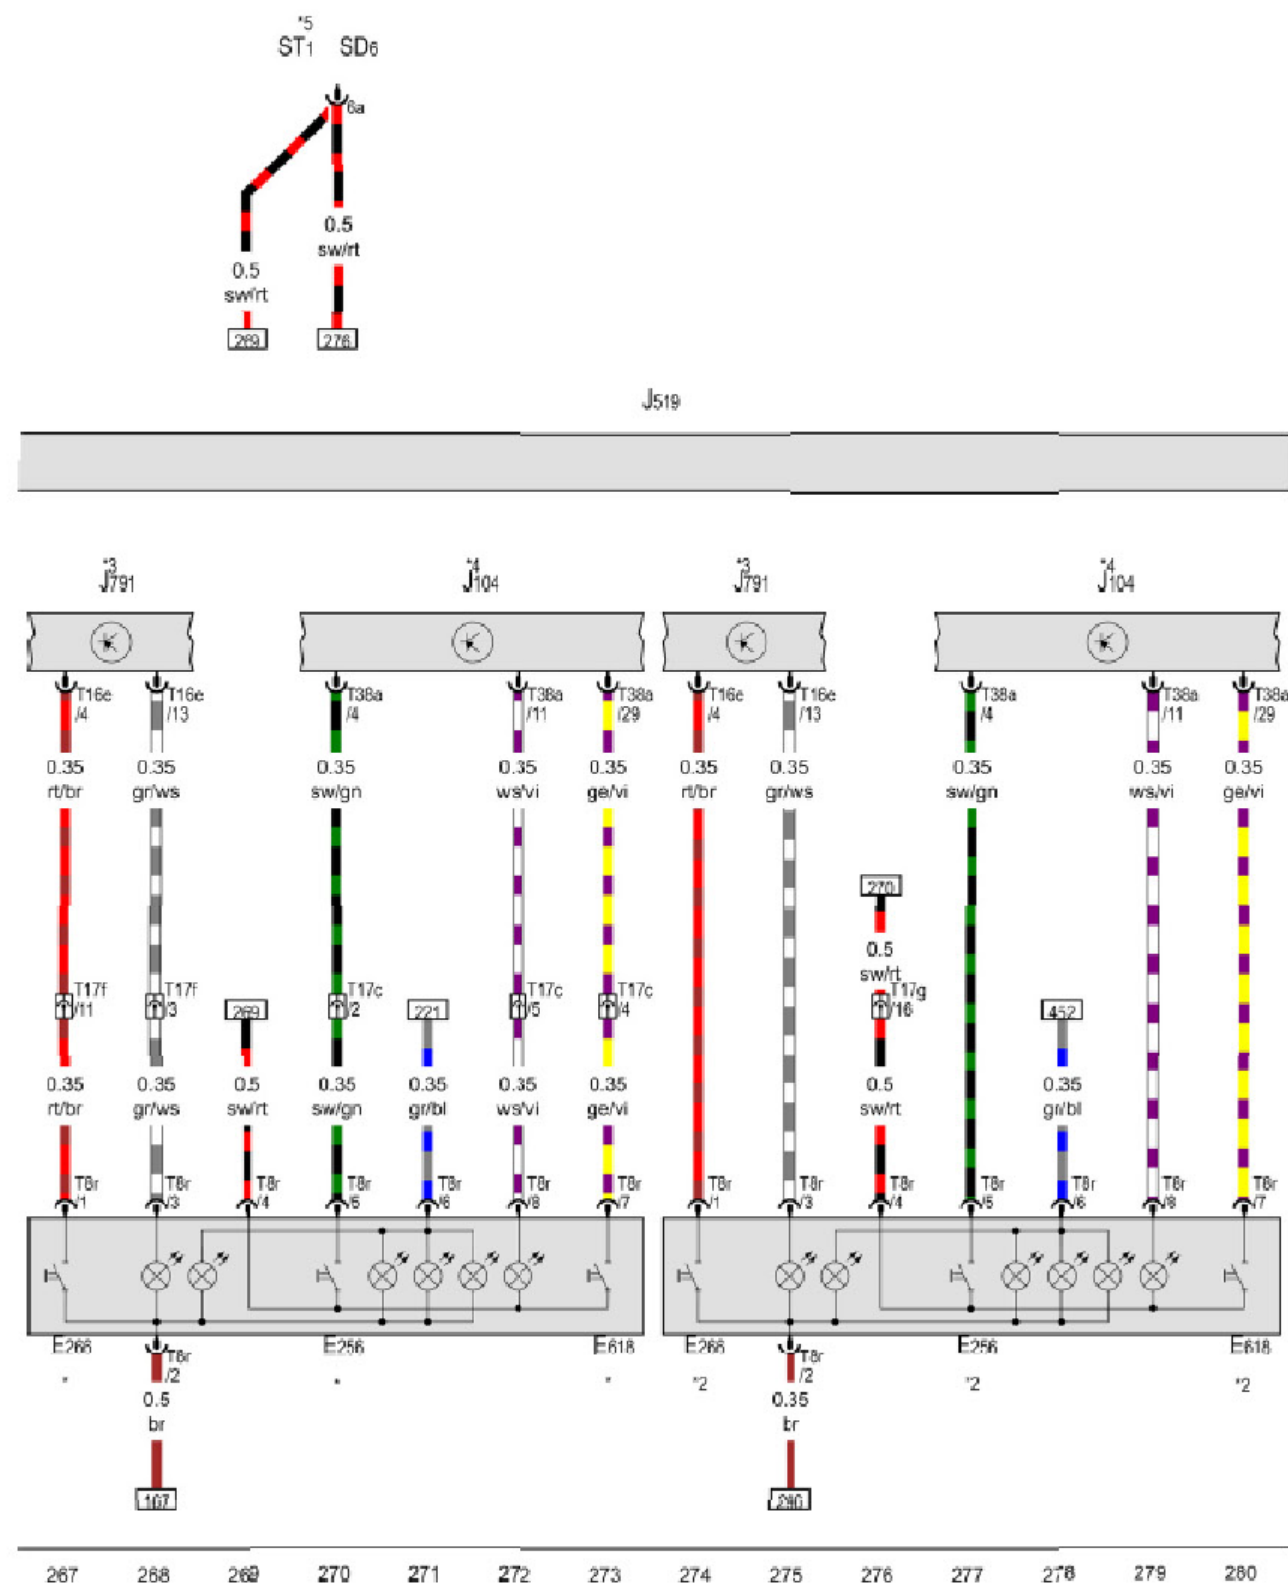 *5
ST1 SD6
6a
0.5
sw/rt
0.5
sw/rt
269 276
J519
*3 *4 *3 *4
J791 J104 J791 J104
T16e T16e T38a T38a T38a T16e T16e T38a T38a T38a
/4 /13 /4 /11 /29 /4 /13 /4 /11 /29
0.35 0.35 0.35 0.35 0.35 0.35 0.35 0.35 0.35 0.35
rt/br gr/ws sw/gn ws/vi ge/vi rt/br gr/ws sw/gn ws/vi ge/vi
270
0.5
sw/rt
T17f T17f T17c T17c T17c T17g
/11 /3 269 /2 221 /5 /4 /16 452
0.35 0.35 0.5 0.35 0.35 0.35 0.35 0.5 0.35
rt/br gr/ws sw/rt sw/gn gr/bl ws/vi ge/vi sw/rt gr/bl
T8r T8r T8r T8r T8r T8r T8r T8r T8r T8r T8r T8r T8r T8r
/1 /3 /4 /5 /6 /8 /7 /1 /3 /4 /5 /6 /8 /7
E266 E256 E618 E266 E256 E618
T8r T8r
/2 /2
* * * *2 *2 *2
0.5 0.35
br br
167 290
267 268 269 270 271 272 273 274 275 276 277 278 279 280